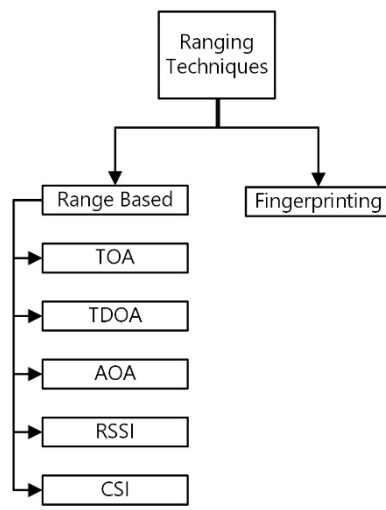 Ranging
Techniques
Range Based
Fingerprinting
TOA
TDOA
AOA
RSSI
CSI